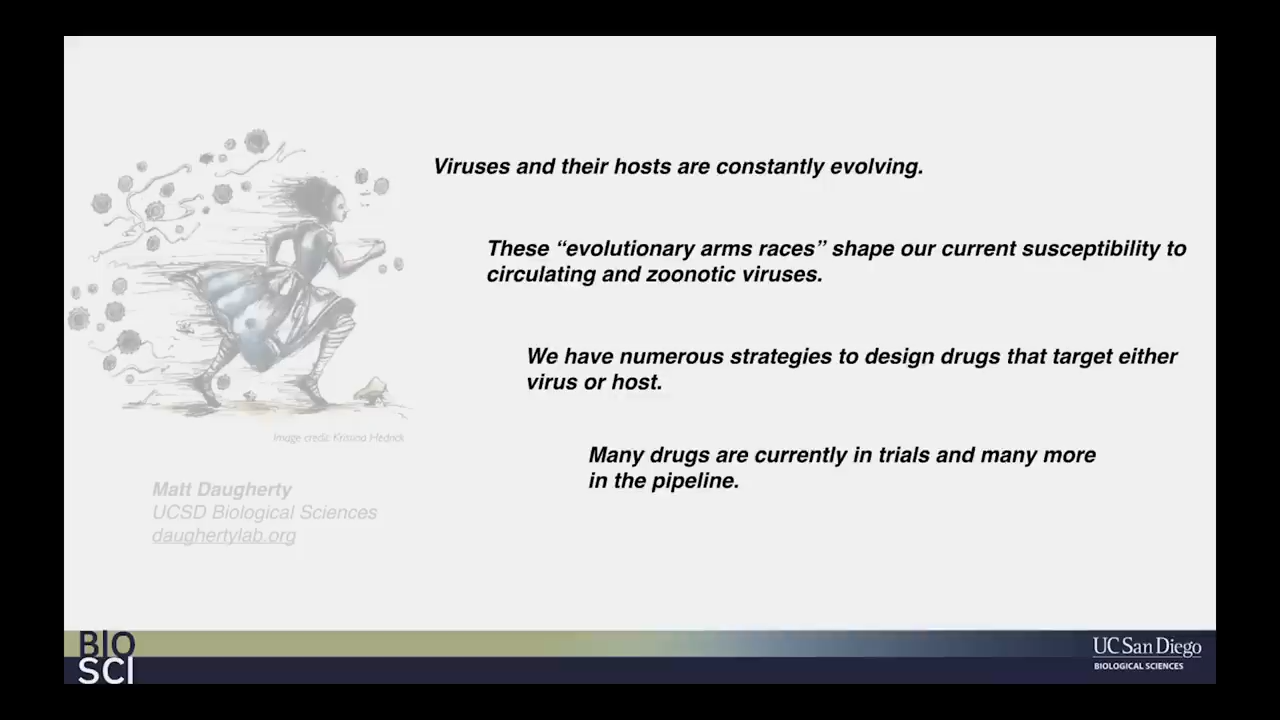 Viruses and their hosts are constantly evolving.
These “evolutionary arms races” shape our current susceptibility to
circulating and zoonotic viruses.
We have numerous strategies to design drugs that target either
virus or host.
Many drugs are currently in trials and many more
in the pipeline.
Image credit: Kristina Hedrick
Matt Daugherty
UCSD Biological Sciences
daughertylab.org
BIO
SCI
UC San Diego
BIOLOGICAL SCIENCES